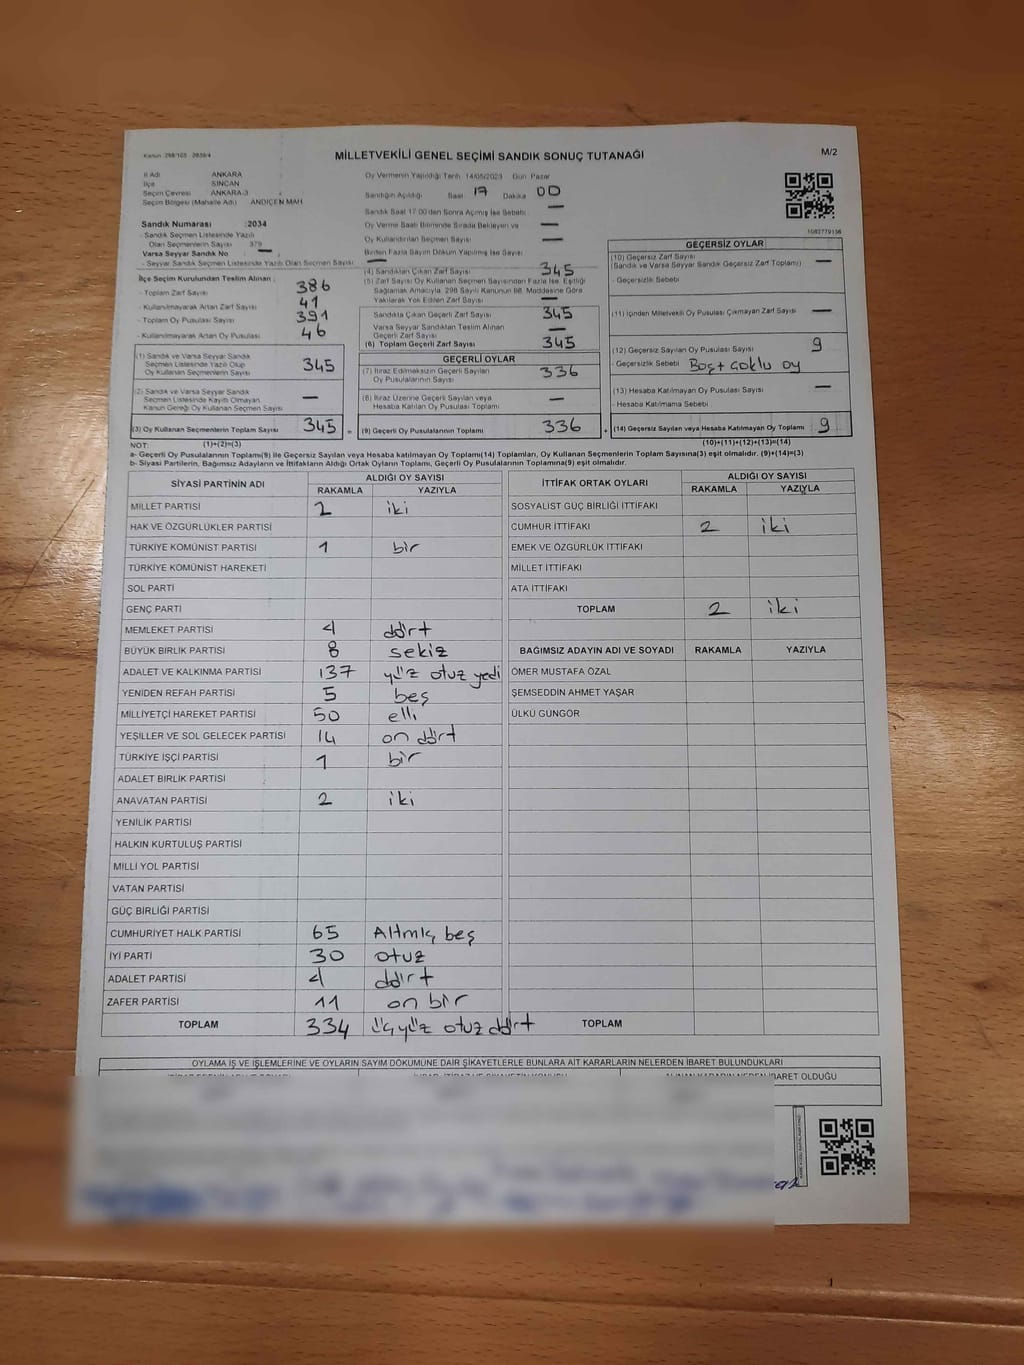 Kanun 298/105 2839/4
MİLLETVEKİLİ GENEL SEÇİMİ SANDIK SONUÇ TUTANAĞI
M/2
İl Adı ANKARA
İlçe SİNCAN
Seçim Çevresi ANKARA-3
Seçim Bölgesi (Mahalle Adı) ANDİÇEN MAH
Sandık Numarası :2034
- Sandık Seçmen Listesinde Yazılı
Olan Seçmenlerin Sayısı 379
Varsa Seyyar Sandık No —
- Seyyar Sandık Seçmen Listesinde Yazılı Olan Seçmen Sayısı —
İlçe Seçim Kurulundan Teslim Alınan ;
- Toplam Zarf Sayısı 386
- Kullanılmayarak Artan Zarf Sayısı 41
- Toplam Oy Pusulası Sayısı 391
- Kullanılmayarak Artan Oy Pusulası 46
(1) Sandık ve Varsa Seyyar Sandık
Seçmen Listesinde Yazılı Olup
Oy Kullanan Seçmenlerin Sayısı 345
(2) Sandık ve Varsa Seyyar Sandık
Seçmen Listesinde Kayıtlı Olmayan
Kanun Gereği Oy Kullanan Seçmen Sayısı —
(3) Oy Kullanan Seçmenlerin Toplam Sayısı 345 =
Oy Vermenin Yapıldığı Tarih 14/05/2023 Gün Pazar
Sandığın Açıldığı Saat 17 Dakika 00
Sandık Saat 17:00'den Sonra Açılmış İse Sebebi —
Oy Verme Saati Bitiminde Sırada Bekleyen ve —
Oy Kullandırılan Seçmen Sayısı —
Birden Fazla Sayım Döküm Yapılmış İse Sayısı —
(4) Sandıktan Çıkan Zarf Sayısı 345
(5) Zarf Sayısı Oy Kullanan Seçmen Sayısından Fazla İse, Eşitliği
Sağlamak Amacıyla, 298 Sayılı Kanunun 98. Maddesine Göre
Yakılarak Yok Edilen Zarf Sayısı —
Sandıkta Çıkan Geçerli Zarf Sayısı 345
Varsa Seyyar Sandıktan Teslim Alınan
Geçerli Zarf Sayısı —
(6) Toplam Geçerli Zarf Sayısı 345
GEÇERLİ OYLAR
(7) İtiraz Edilmeksizin Geçerli Sayılan
Oy Pusulalarının Sayısı 336
(8) İtiraz Üzerine Geçerli Sayılan veya
Hesaba Katılan Oy Pusulası Toplamı —
(9) Geçerli Oy Pusulalarının Toplamı 336 +
1082779136
GEÇERSİZ OYLAR
(10) Geçersiz Zarf Sayısı
(Sandık ve Varsa Seyyar Sandık Geçersiz Zarf Toplamı) —
- Geçersizlik Sebebi
(11) İçinden Milletvekili Oy Pusulası Çıkmayan Zarf Sayısı —
(12) Geçersiz Sayılan Oy Pusulası Sayısı 9
- Geçersizlik Sebebi Boş+ çoklu oy
(13) Hesaba Katılmayan Oy Pusulası Sayısı —
- Hesaba Katılmama Sebebi
(14) Geçersiz Sayılan veya Hesaba Katılmayan Oy Toplamı 9
NOT: (1)+(2)=(3) (10)+(11)+(12)+(13)=(14)
a- Geçerli Oy Pusulalarının Toplamı(9) ile Geçersiz Sayılan veya Hesaba katılmayan Oy Toplamı(14) Toplamları, Oy Kullanan Seçmenlerin Toplam Sayısına(3) eşit olmalıdır. (9)+(14)=(3)
b- Siyasi Partilerin, Bağımsız Adayların ve İttifakların Aldığı Ortak Oyların Toplamı, Geçerli Oy Pusulalarının Toplamına(9) eşit olmalıdır.
SİYASİ PARTİNİN ADI ALDIĞI OY SAYISI
RAKAMLA YAZIYLA
MİLLET PARTİSİ 2 iki
HAK VE ÖZGÜRLÜKLER PARTİSİ
TÜRKİYE KOMÜNİST PARTİSİ 1 bir
TÜRKİYE KOMÜNİST HAREKETİ
SOL PARTİ
GENÇ PARTİ
MEMLEKET PARTİSİ 4 dört
BÜYÜK BİRLİK PARTİSİ 8 sekiz
ADALET VE KALKINMA PARTİSİ 137 yüz otuz yedi
YENİDEN REFAH PARTİSİ 5 beş
MİLLİYETÇİ HAREKET PARTİSİ 50 elli
YEŞİLLER VE SOL GELECEK PARTİSİ 14 on dört
TÜRKİYE İŞÇİ PARTİSİ 1 bir
ADALET BİRLİK PARTİSİ
ANAVATAN PARTİSİ 2 iki
YENİLİK PARTİSİ
HALKIN KURTULUŞ PARTİSİ
MİLLİ YOL PARTİSİ
VATAN PARTİSİ
GÜÇ BİRLİĞİ PARTİSİ
CUMHURİYET HALK PARTİSİ 65 Altmış beş
İYİ PARTİ 30 otuz
ADALET PARTİSİ 4 dört
ZAFER PARTİSİ 11 on bir
TOPLAM 334 üçyüz otuz dört
İTTİFAK ORTAK OYLARI ALDIĞI OY SAYISI
RAKAMLA YAZIYLA
SOSYALİST GÜÇ BİRLİĞİ İTTİFAKI
CUMHUR İTTİFAKI 2 iki
EMEK VE ÖZGÜRLÜK İTTİFAKI
MİLLET İTTİFAKI
ATA İTTİFAKI
TOPLAM 2 iki
BAĞIMSIZ ADAYIN ADI VE SOYADI RAKAMLA YAZIYLA
ÖMER MUSTAFA ÖZAL
ŞEMSEDDİN AHMET YAŞAR
ÜLKÜ GÜNGÖR
TOPLAM
OYLAMA İŞ VE İŞLEMLERİNE VE OYLARIN SAYIM DÖKÜMÜNE DAİR ŞİKAYETLERLE BUNLARA AİT KARARLARIN NELERDEN İBARET BULUNDUKLARI
ALINAN KARARIN NEDEN İBARET OLDUĞU